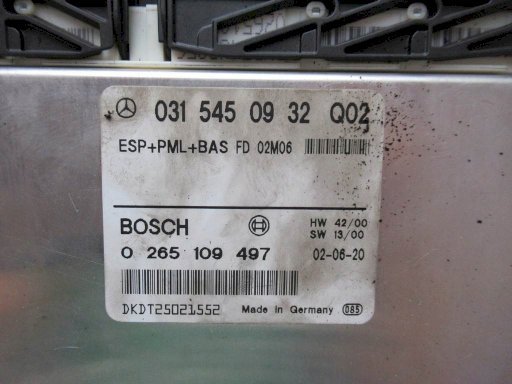 031 545 09 32 Q02
ESP+PML+BAS FD 02M06
BOSCH
HW 42/00
SW 13/00
0 265 109 497 02-06-20
DKDT25021552 Made in Germany 085